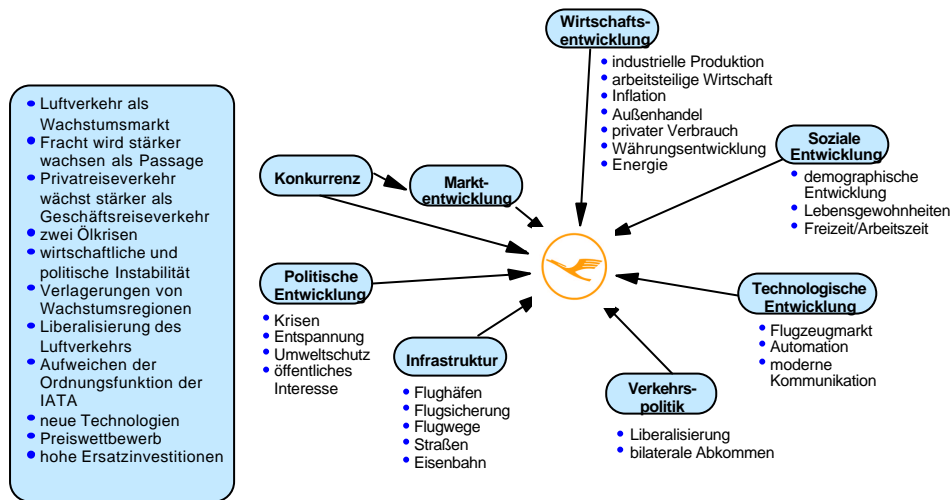 Luftverkehr als
Wachstumsmarkt
Fracht wird stärker
wachsen als Passage
Privatreiseverkehr
wächst stärker als
Geschäftsreiseverkehr
zwei Ölkrisen
wirtschaftliche und
politische Instabilität
Verlagerungen von
Wachstumsregionen
Liberalisierung des
Luftverkehrs
Aufweichen der
Ordnungsfunktion der
IATA
neue Technologien
Preiswettbewerb
hohe Ersatzinvestitionen
Konkurrenz
Markt-
entwicklung
Wirtschafts-
entwicklung
industrielle Produktion
arbeitsteilige Wirtschaft
Inflation
Außenhandel
privater Verbrauch
Währungsentwicklung
Energie
Soziale
Entwicklung
demographische
Entwicklung
Lebensgewohnheiten
Freizeit/Arbeitszeit
Politische
Entwicklung
Krisen
Entspannung
Umweltschutz
öffentliches
Interesse
Infrastruktur
Flughäfen
Flugsicherung
Flugwege
Straßen
Eisenbahn
Verkehrs-
politik
Liberalisierung
bilaterale Abkommen
Technologische
Entwicklung
Flugzeugmarkt
Automation
moderne
Kommunikation